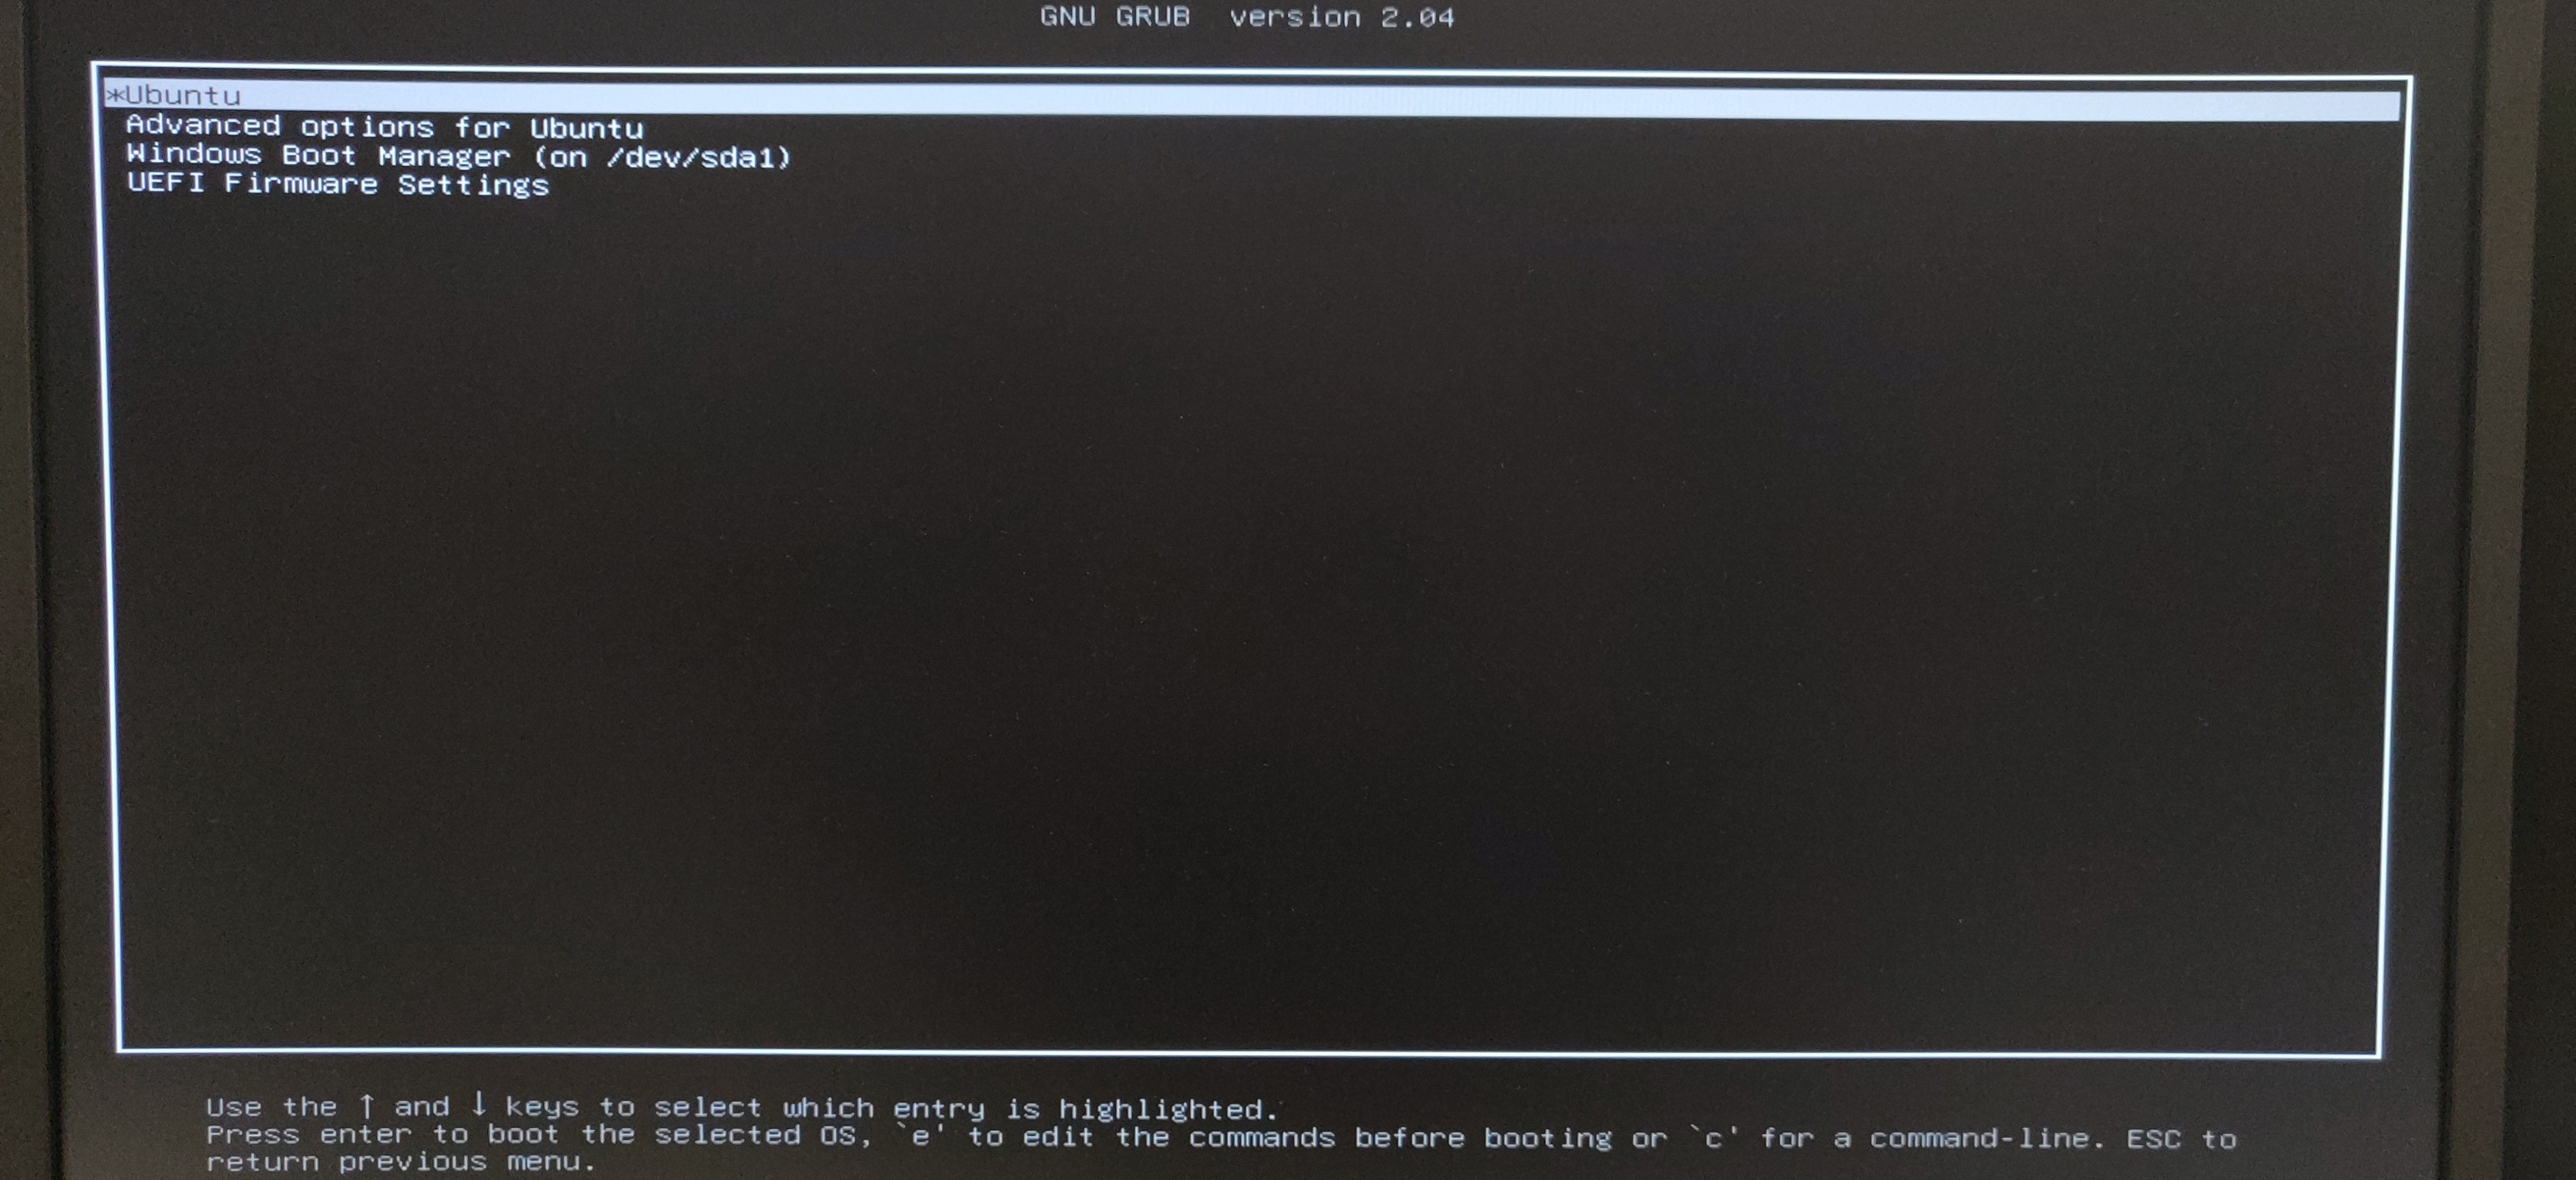 GNU GRUB  version 2.04
*Ubuntu
Advanced options for Ubuntu
Windows Boot Manager (on /dev/sda1)
UEFI Firmware Settings
Use the ↑ and ↓ keys to select which entry is highlighted.
Press enter to boot the selected OS, `e' to edit the commands before booting or `c' for a command-line. ESC to
return previous menu.